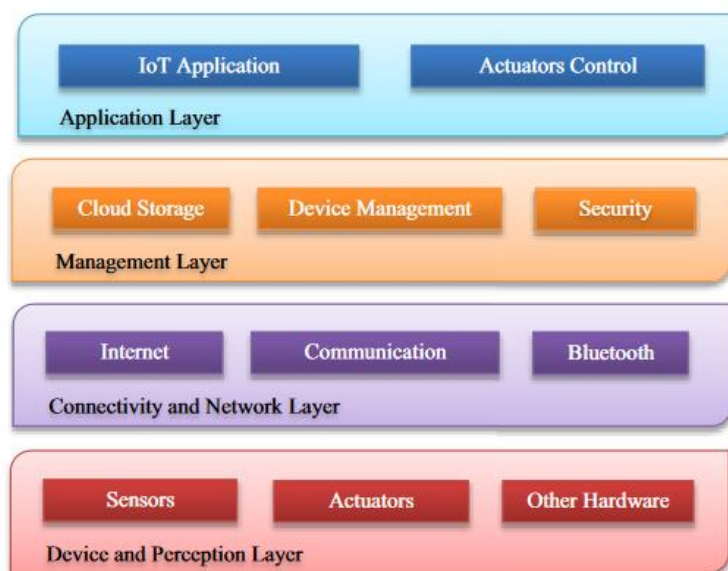 IoT Application
Actuators Control
Application Layer
Cloud Storage
Device Management
Security
Management Layer
Internet
Communication
Bluetooth
Connectivity and Network Layer
Sensors
Actuators
Other Hardware
Device and Perception Layer